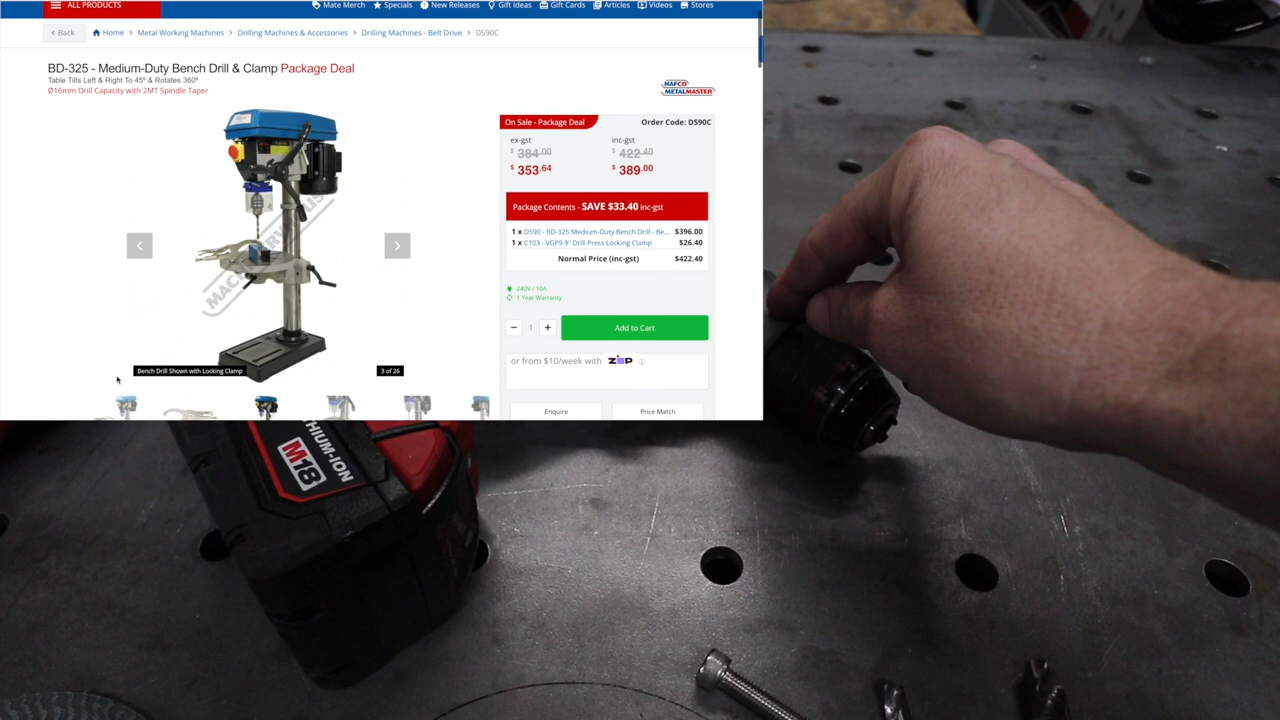 ALL PRODUCTS
Mate Merch
Specials
New Releases
Gift Ideas
Gift Cards
Articles
Videos
Stores
Back
Home > Metal Working Machines > Drilling Machines & Accessories > Drilling Machines - Belt Drive > D590C
BD-325 - Medium-Duty Bench Drill & Clamp Package Deal
Table Tilts Left & Right To 45º & Rotates 360º
Ø16mm Drill Capacity with 2MT Spindle Taper
HAFCO
METALMASTER
On Sale - Package Deal
Order Code: D590C
ex-gst
inc-gst
$384.00
$422.40
$353.64
$389.00
Package Contents - SAVE $33.40 inc-gst
1 x D590 - BD-325 Medium-Duty Bench Drill - Be... $396.00
1 x C103 - VGP9 9" Drill Press Locking Clamp $26.40
Normal Price (inc-gst) $422.40
240V / 10A
1 Year Warranty
− 1 +
Add to Cart
or from $10/week with zip
Enquire
Price Match
Bench Drill Shown with Locking Clamp
3 of 26
M18